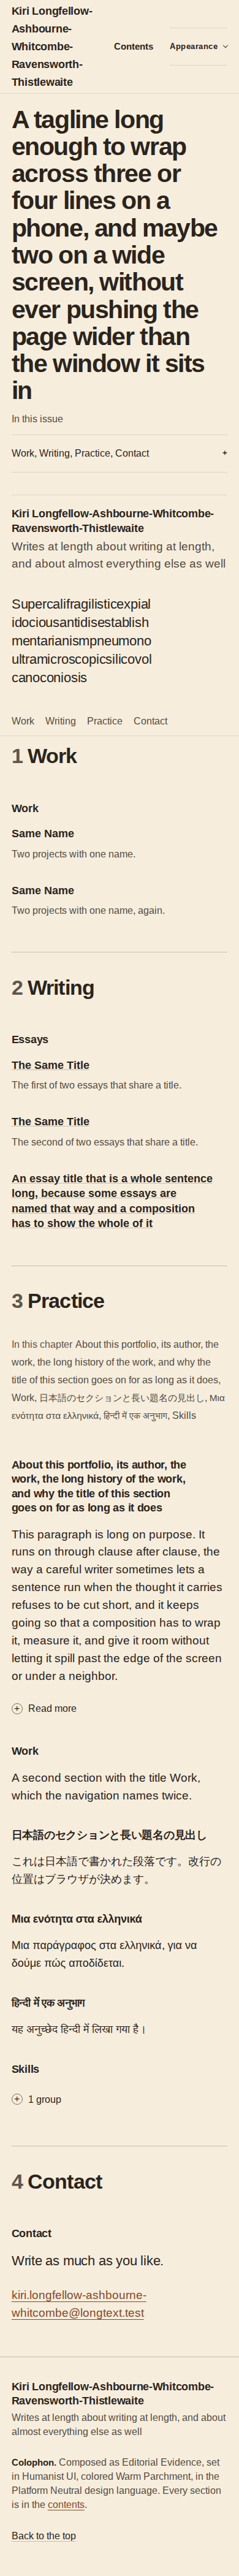 Kiri Longfellow-
Ashbourne-
Whitcombe-
Ravensworth-
Thistlewaite
Contents
Appearance
A tagline long
enough to wrap
across three or
four lines on a
phone, and maybe
two on a wide
screen, without
ever pushing the
page wider than
the window it sits
in
In this issue
Work, Writing, Practice, Contact
Kiri Longfellow-Ashbourne-Whitcombe-
Ravensworth-Thistlewaite
Writes at length about writing at length,
and about almost everything else as well
Supercalifragilisticexpial
idociousantidisestablish
mentarianismpneumono
ultramicroscopicsilicovol
canoconiosis
Work Writing Practice Contact
1 Work
Work
Same Name
Two projects with one name.
Same Name
Two projects with one name, again.
2 Writing
Essays
The Same Title
The first of two essays that share a title.
The Same Title
The second of two essays that share a title.
An essay title that is a whole sentence
long, because some essays are
named that way and a composition
has to show the whole of it
3 Practice
In this chapter About this portfolio, its author, the
work, the long history of the work, and why the
title of this section goes on for as long as it does,
Work, 日本語のセクションと長い題名の見出し, Μια
ενότητα στα ελληνικά, हिन्दी में एक अनुभाग, Skills
About this portfolio, its author, the
work, the long history of the work,
and why the title of this section
goes on for as long as it does
This paragraph is long on purpose. It
runs on through clause after clause, the
way a careful writer sometimes lets a
sentence run when the thought it carries
refuses to be cut short, and it keeps
going so that a composition has to wrap
it, measure it, and give it room without
letting it spill past the edge of the screen
or under a neighbor.
Read more
Work
A second section with the title Work,
which the navigation names twice.
日本語のセクションと長い題名の見出し
これは日本語で書かれた段落です。改行の
位置はブラウザが決めます。
Μια ενότητα στα ελληνικά
Μια παράγραφος στα ελληνικά, για να
δούμε πώς αποδίδεται.
हिन्दी में एक अनुभाग
यह अनुच्छेद हिन्दी में लिखा गया है।
Skills
1 group
4 Contact
Contact
Write as much as you like.
kiri.longfellow-ashbourne-
whitcombe@longtext.test
Kiri Longfellow-Ashbourne-Whitcombe-
Ravensworth-Thistlewaite
Writes at length about writing at length, and about
almost everything else as well
Colophon. Composed as Editorial Evidence, set
in Humanist UI, colored Warm Parchment, in the
Platform Neutral design language. Every section
is in the contents.
Back to the top